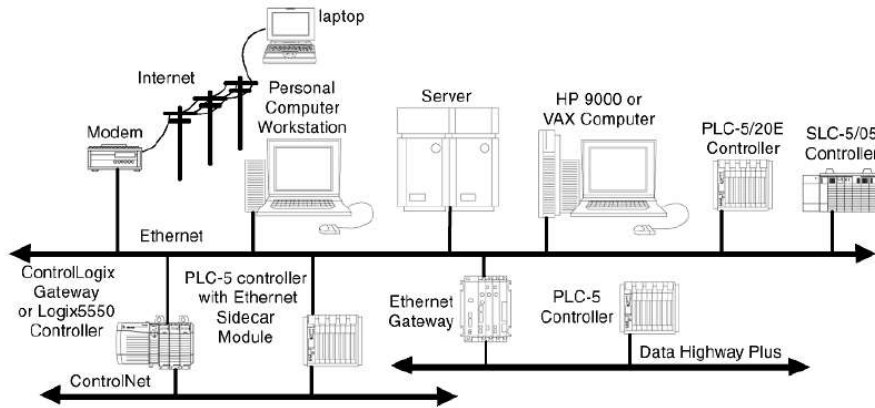 laptop
Internet
Modem
Personal
Computer
Workstation
Server
HP 9000 or
VAX Computer
PLC-5/20E
Controller
SLC-5/05
Controller
Ethernet
ControlLogix
Gateway
or Logix5550
Controller
PLC-5 controller
with Ethernet
Sidecar
Module
Ethernet
Gateway
PLC-5
Controller
Data Highway Plus
ControlNet